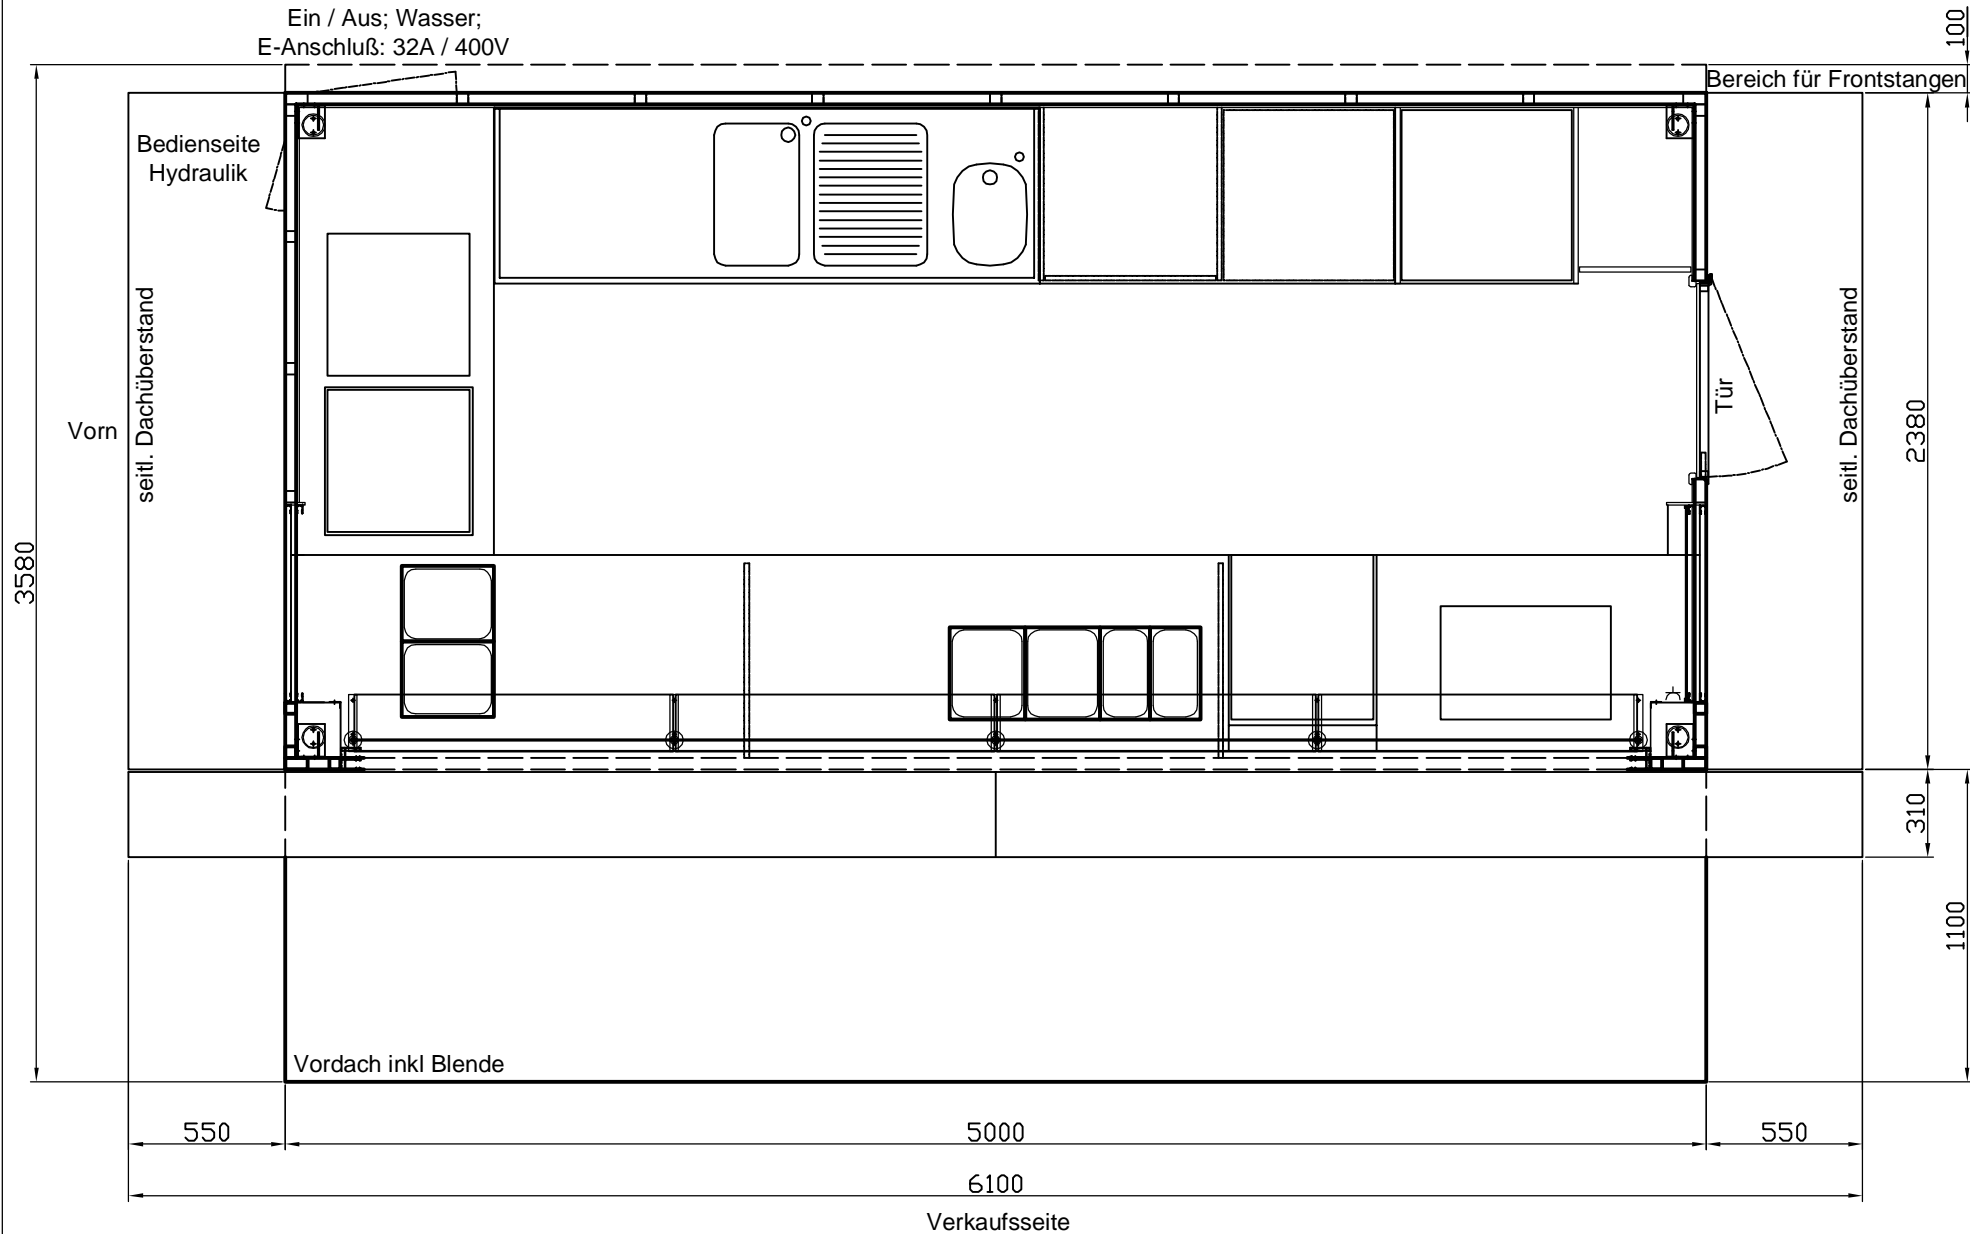 Ein / Aus; Wasser;
E-Anschluß: 32A / 400V
100
Bereich für Frontstangen
Bedienseite
Hydraulik
seitl. Dachüberstand
Vorn
Tür
seitl. Dachüberstand
2380
3580
310
1100
Vordach inkl Blende
550
5000
550
6100
Verkaufsseite